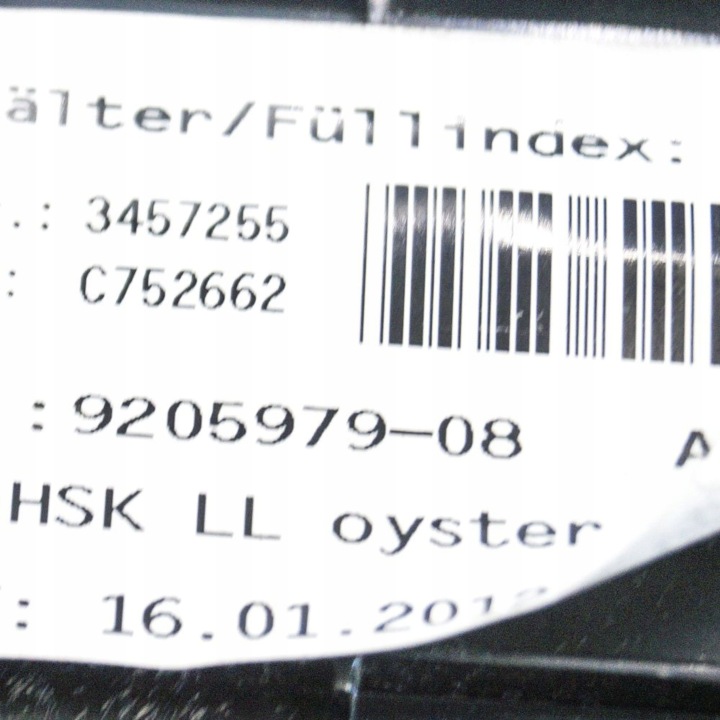 älter/Füllindex:
.: 3457255
: C752662
:9205979-08 A
HSK LL oyster
: 16.01.201